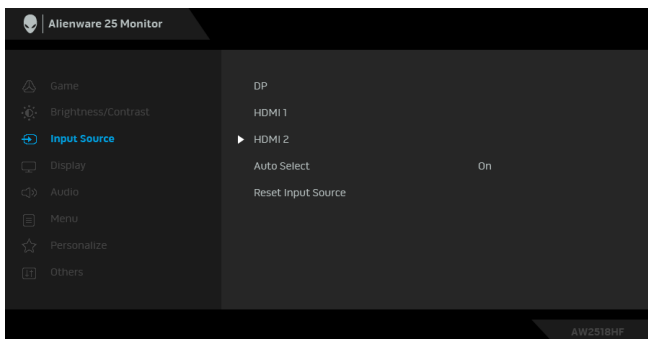 Alienware 25 Monitor
Game
DP
Brightness/Contrast
HDMI 1
Input Source
HDMI 2
Display
Auto Select On
Audio
Reset Input Source
Menu
Personalize
Others
AW2518HF